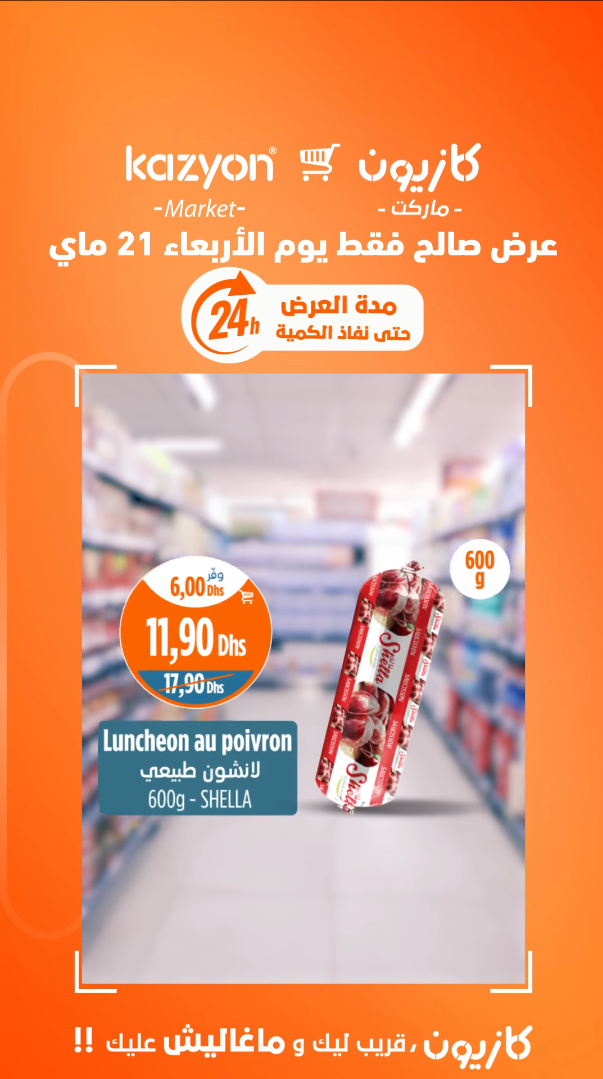 kazyon® كازيون
-Market- - ماركت -
عرض صالح فقط يوم الأربعاء 21 ماي
24h
مدة العرض
حتى نفاذ الكمية
600
g
وفّر
6,00 Dhs
11,90 Dhs
17,90 Dhs
Luncheon au poivron
لانشون طبيعي
600g - SHELLA
Shella
SAUCISSON
Shella
كازيون، قريب ليك و ماغاليش عليك !!